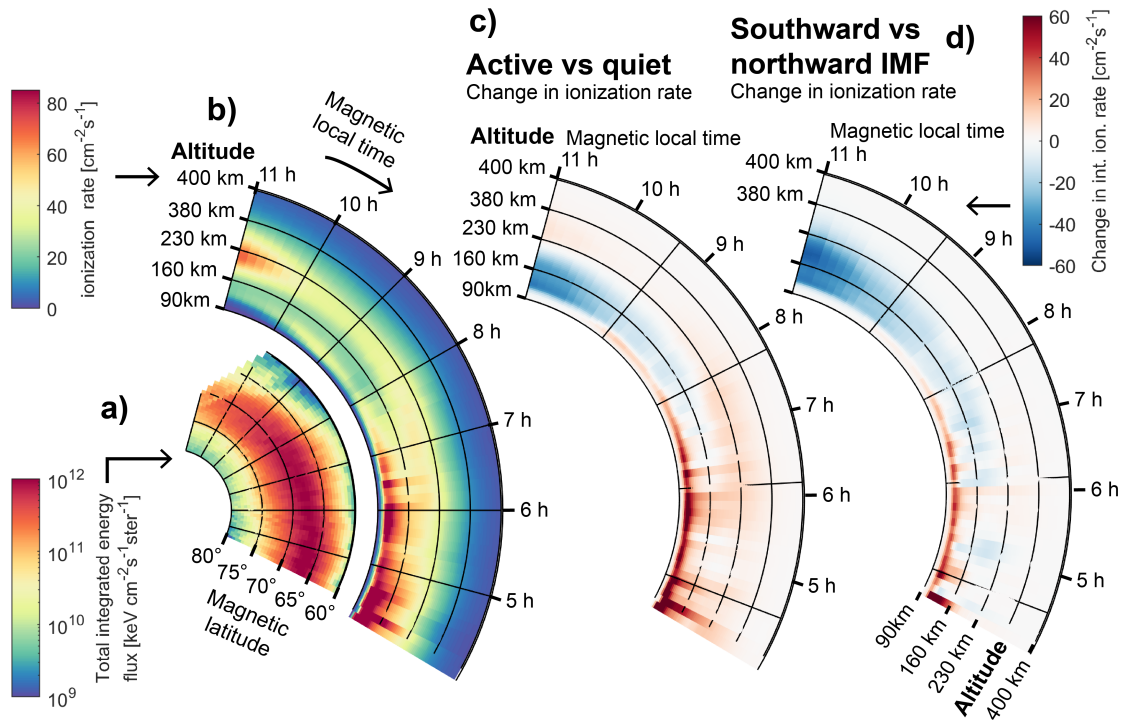 c)
Southward vs
northward IMF
d)
Active vs quiet
Change in ionization rate
Change in ionization rate
60
40
20
0
-20
-40
-60
Change in int. ion. rate [cm⁻²s⁻¹]
80
60
40
20
0
ionization rate [cm⁻²s⁻¹]
b)
Magnetic
local time
Altitude
400 km
380 km
230 km
160 km
90km
11 h
10 h
9 h
8 h
7 h
6 h
5 h
Altitude
Magnetic local time
400 km
380 km
230 km
160 km
90km
11 h
10 h
9 h
8 h
7 h
6 h
5 h
Magnetic local time
400 km
380 km
11 h
10 h
9 h
8 h
7 h
6 h
5 h
90km
160 km
230 km
Altitude
400 km
a)
10¹²
10¹¹
10¹⁰
10⁹
Total integrated energy
flux [keV cm⁻²s⁻¹ster⁻¹]
80°
75°
70°
65°
60°
Magnetic
latitude